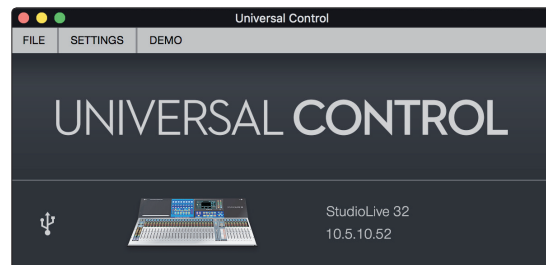 Universal Control
FILE SETTINGS DEMO
UNIVERSAL CONTROL
StudioLive 32
10.5.10.52